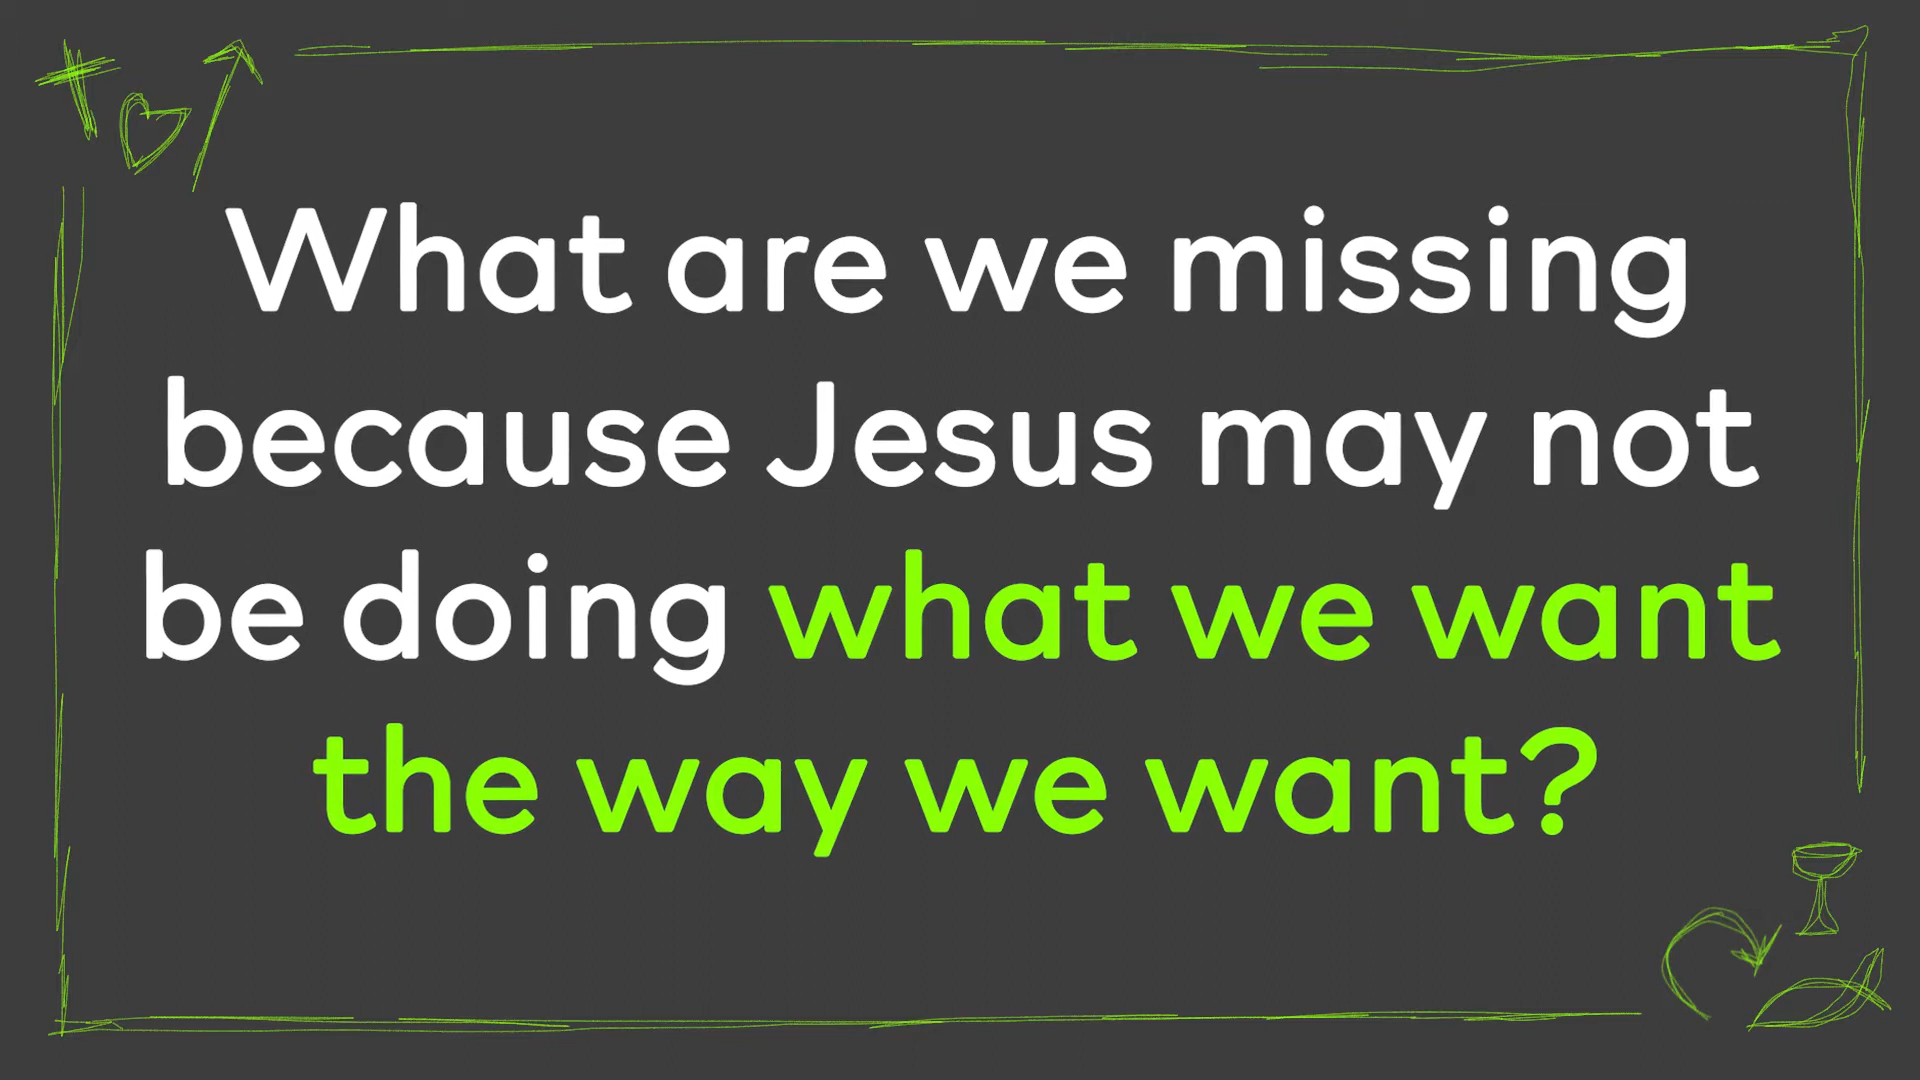 What are we missing
because Jesus may not
be doing what we want
the way we want?